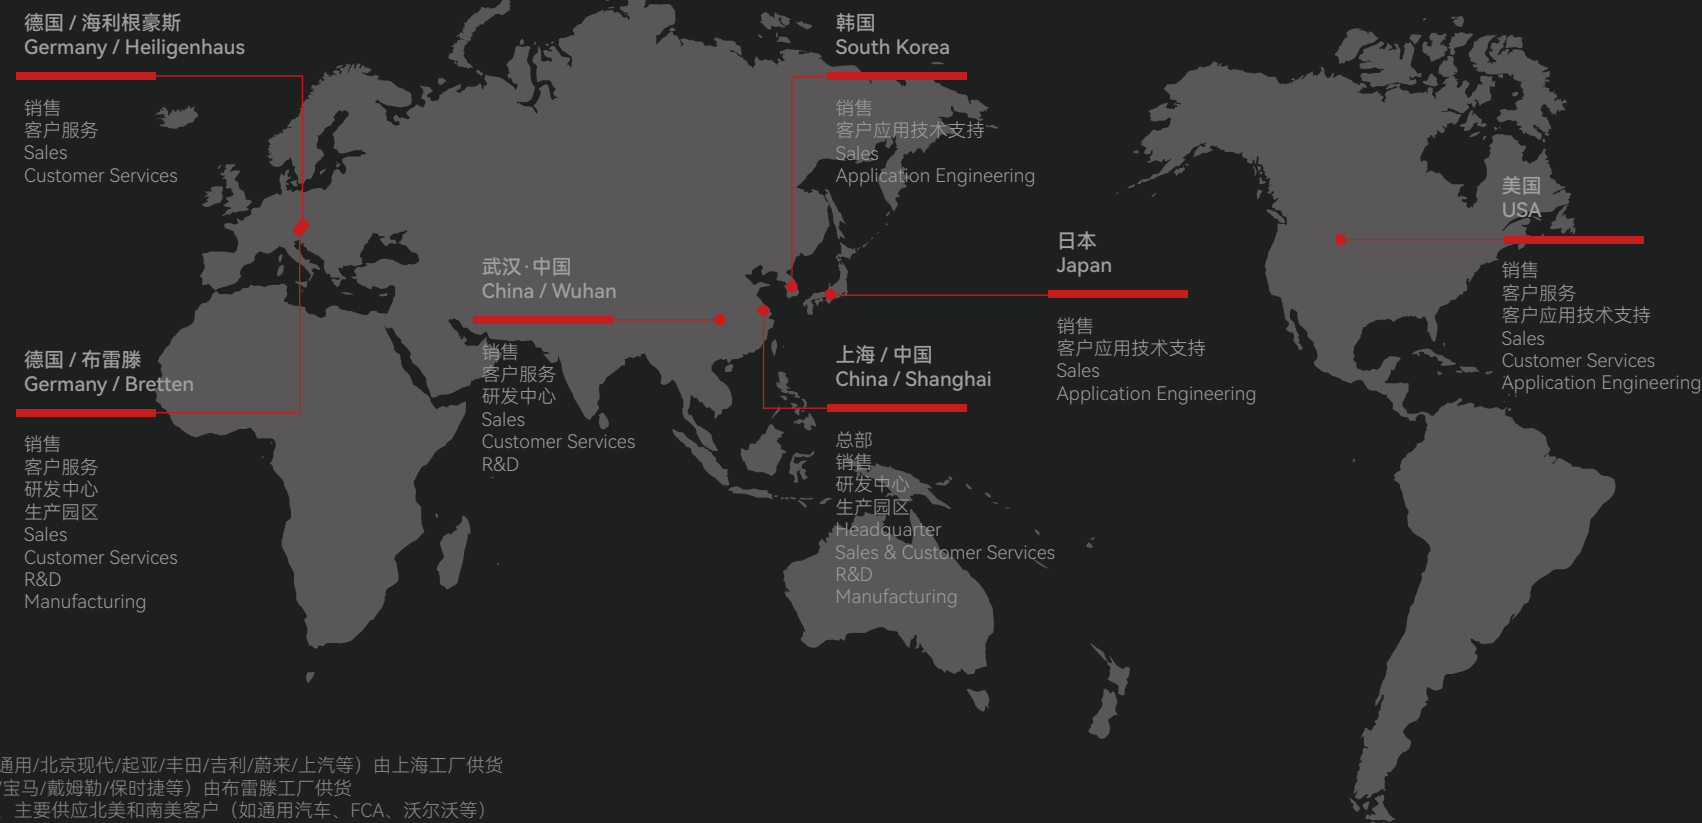 德国 / 海利根豪斯
Germany / Heiligenhaus
销售
客户服务
Sales
Customer Services
德国 / 布雷滕
Germany / Bretten
销售
客户服务
研发中心
生产园区
Sales
Customer Services
R&D
Manufacturing
武汉·中国
China / Wuhan
销售
客户服务
研发中心
Sales
Customer Services
R&D
韩国
South Korea
销售
客户应用技术支持
Sales
Application Engineering
上海 / 中国
China / Shanghai
总部
销售
研发中心
生产园区
Headquarter
Sales & Customer Services
R&D
Manufacturing
日本
Japan
销售
客户应用技术支持
Sales
Application Engineering
美国
USA
销售
客户服务
客户应用技术支持
Sales
Customer Services
Application Engineering
通用/北京现代/起亚/丰田/吉利/蔚来/上汽等）由上海工厂供货
/宝马/戴姆勒/保时捷等）由布雷滕工厂供货
主要供应北美和南美客户（如通用汽车、FCA、沃尔沃等）